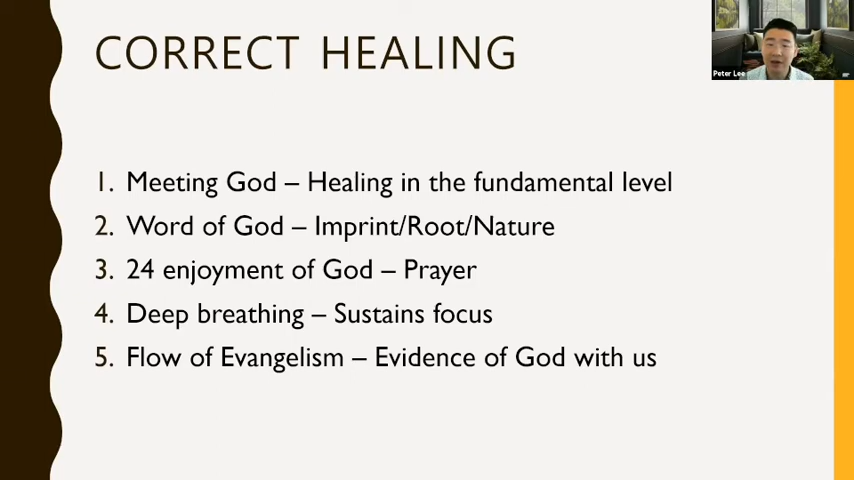 CORRECT HEALING
Peter Lee
1. Meeting God – Healing in the fundamental level
2. Word of God – Imprint/Root/Nature
3. 24 enjoyment of God – Prayer
4. Deep breathing – Sustains focus
5. Flow of Evangelism – Evidence of God with us